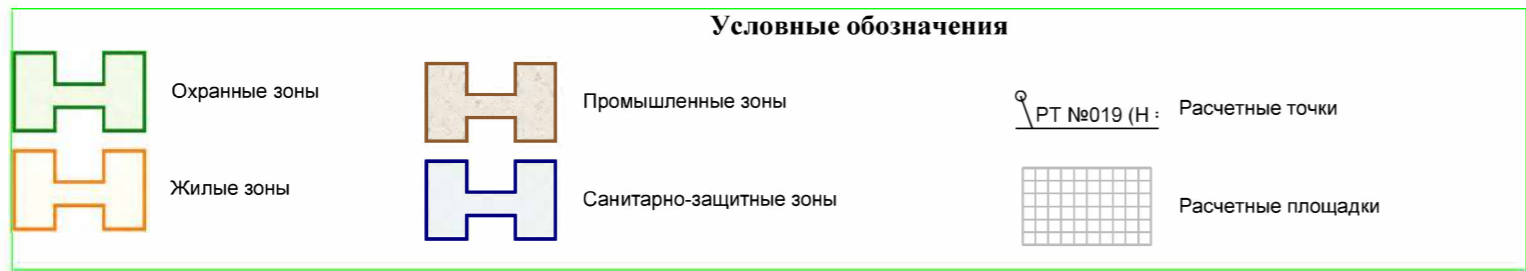 Условные обозначения
Охранные зоны
Промышленные зоны
РТ №019 (Н :
Расчетные точки
Жилые зоны
Санитарно-защитные зоны
Расчетные площадки